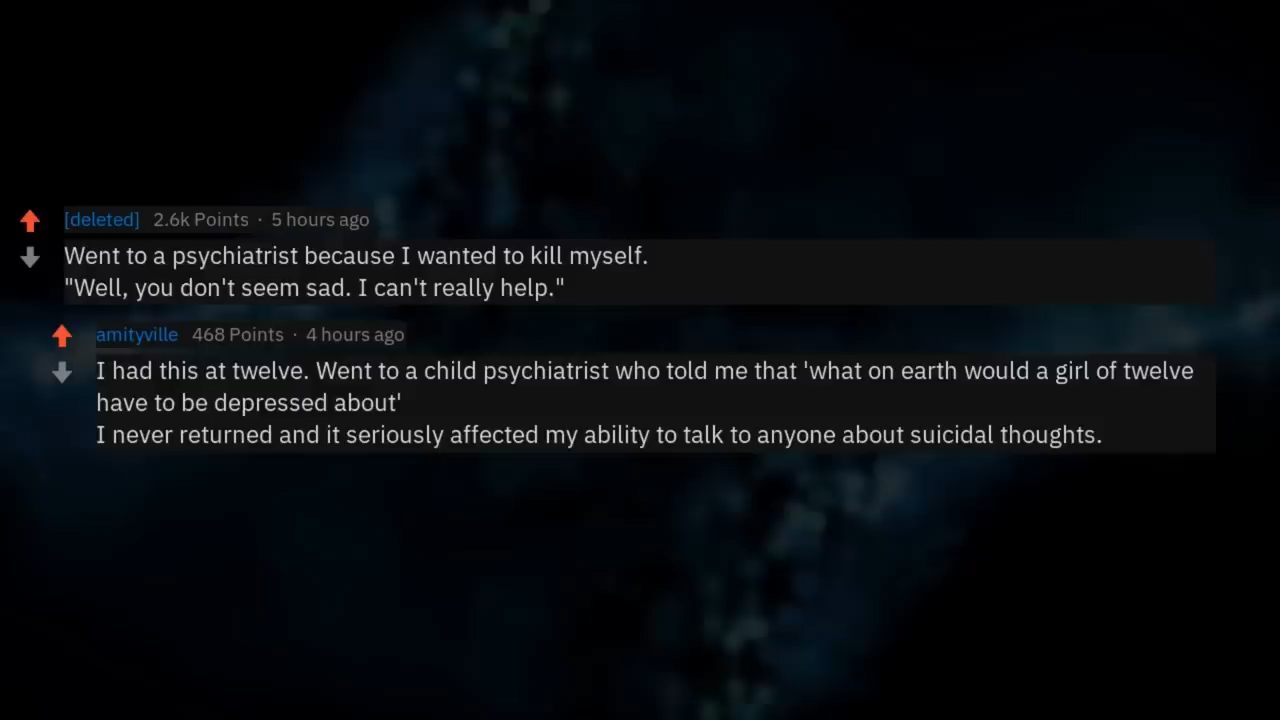 [deleted] 2.6k Points · 5 hours ago
Went to a psychiatrist because I wanted to kill myself.
"Well, you don't seem sad. I can't really help."
amityville 468 Points · 4 hours ago
I had this at twelve. Went to a child psychiatrist who told me that 'what on earth would a girl of twelve
have to be depressed about'
I never returned and it seriously affected my ability to talk to anyone about suicidal thoughts.